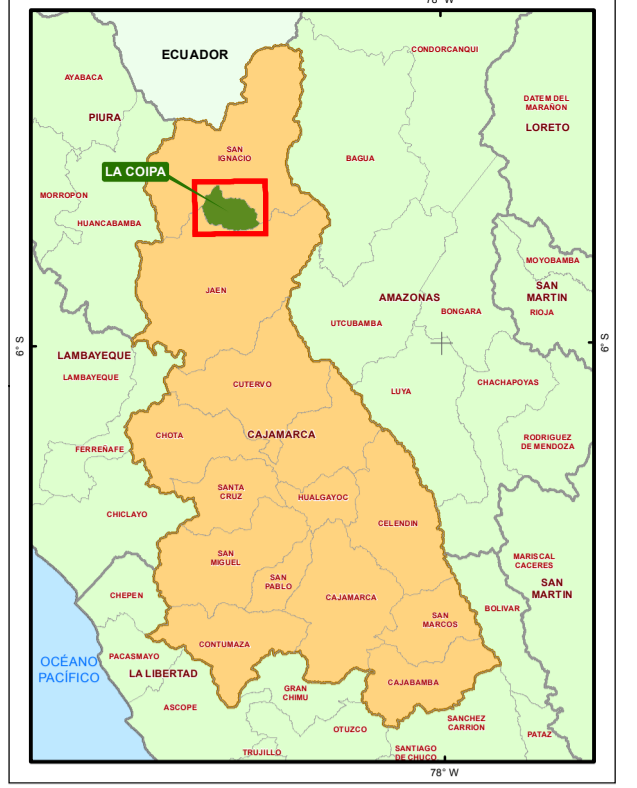 78° W
ECUADOR
CONDORCANQUI
AYABACA
DATEM DEL
MARAÑON
PIURA
LORETO
SAN
IGNACIO
BAGUA
LA COIPA
MORROPON
HUANCABAMBA
MOYOBAMBA
JAEN
SAN
MARTIN
AMAZONAS
BONGARA
RIOJA
UTCUBAMBA
6° S
6° S
LAMBAYEQUE
LAMBAYEQUE
CUTERVO
LUYA
CHACHAPOYAS
CHOTA
CAJAMARCA
RODRIGUEZ
DE MENDOZA
FERREÑAFE
SANTA
CRUZ
HUALGAYOC
CHICLAYO
CELENDIN
SAN
MIGUEL
MARISCAL
CACERES
SAN
PABLO
SAN
MARTIN
CHEPEN
CAJAMARCA
BOLIVAR
SAN
MARCOS
CONTUMAZA
PACASMAYO
OCÉANO
PACÍFICO
LA LIBERTAD
CAJABAMBA
GRAN
CHIMU
ASCOPE
SANCHEZ
CARRION
OTUZCO
PATAZ
TRUJILLO
SANTIAGO
DE CHUCO
78° W